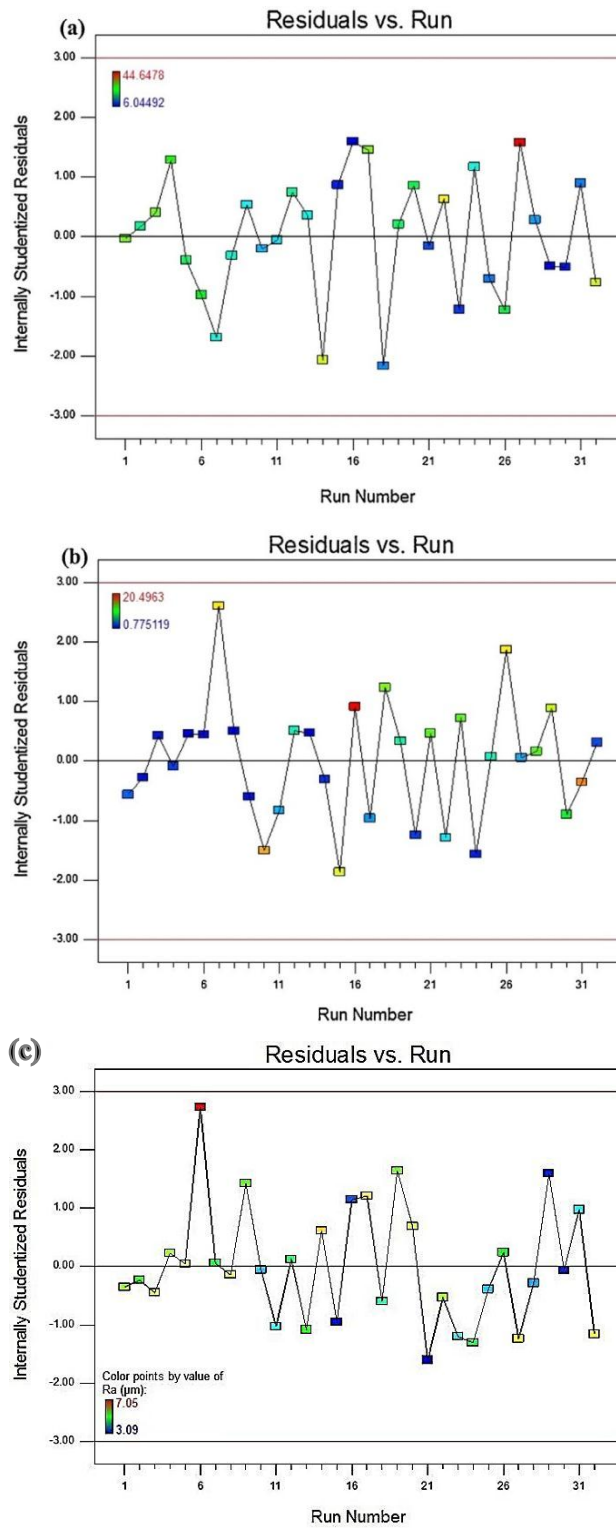 (a)
Residuals vs. Run
3.00
44.6478
6.04492
2.00
1.00
0.00
-1.00
-2.00
-3.00
Internally Studentized Residuals
1 6 11 16 21 26 31
Run Number
(b)
Residuals vs. Run
3.00
20.4963
0.775119
2.00
1.00
0.00
-1.00
-2.00
-3.00
Internally Studentized Residuals
1 6 11 16 21 26 31
Run Number
(c)
Residuals vs. Run
3.00
2.00
1.00
0.00
-1.00
-2.00
-3.00
Internally Studentized Residuals
Color points by value of
Ra (µm):
7.05
3.09
1 6 11 16 21 26 31
Run Number